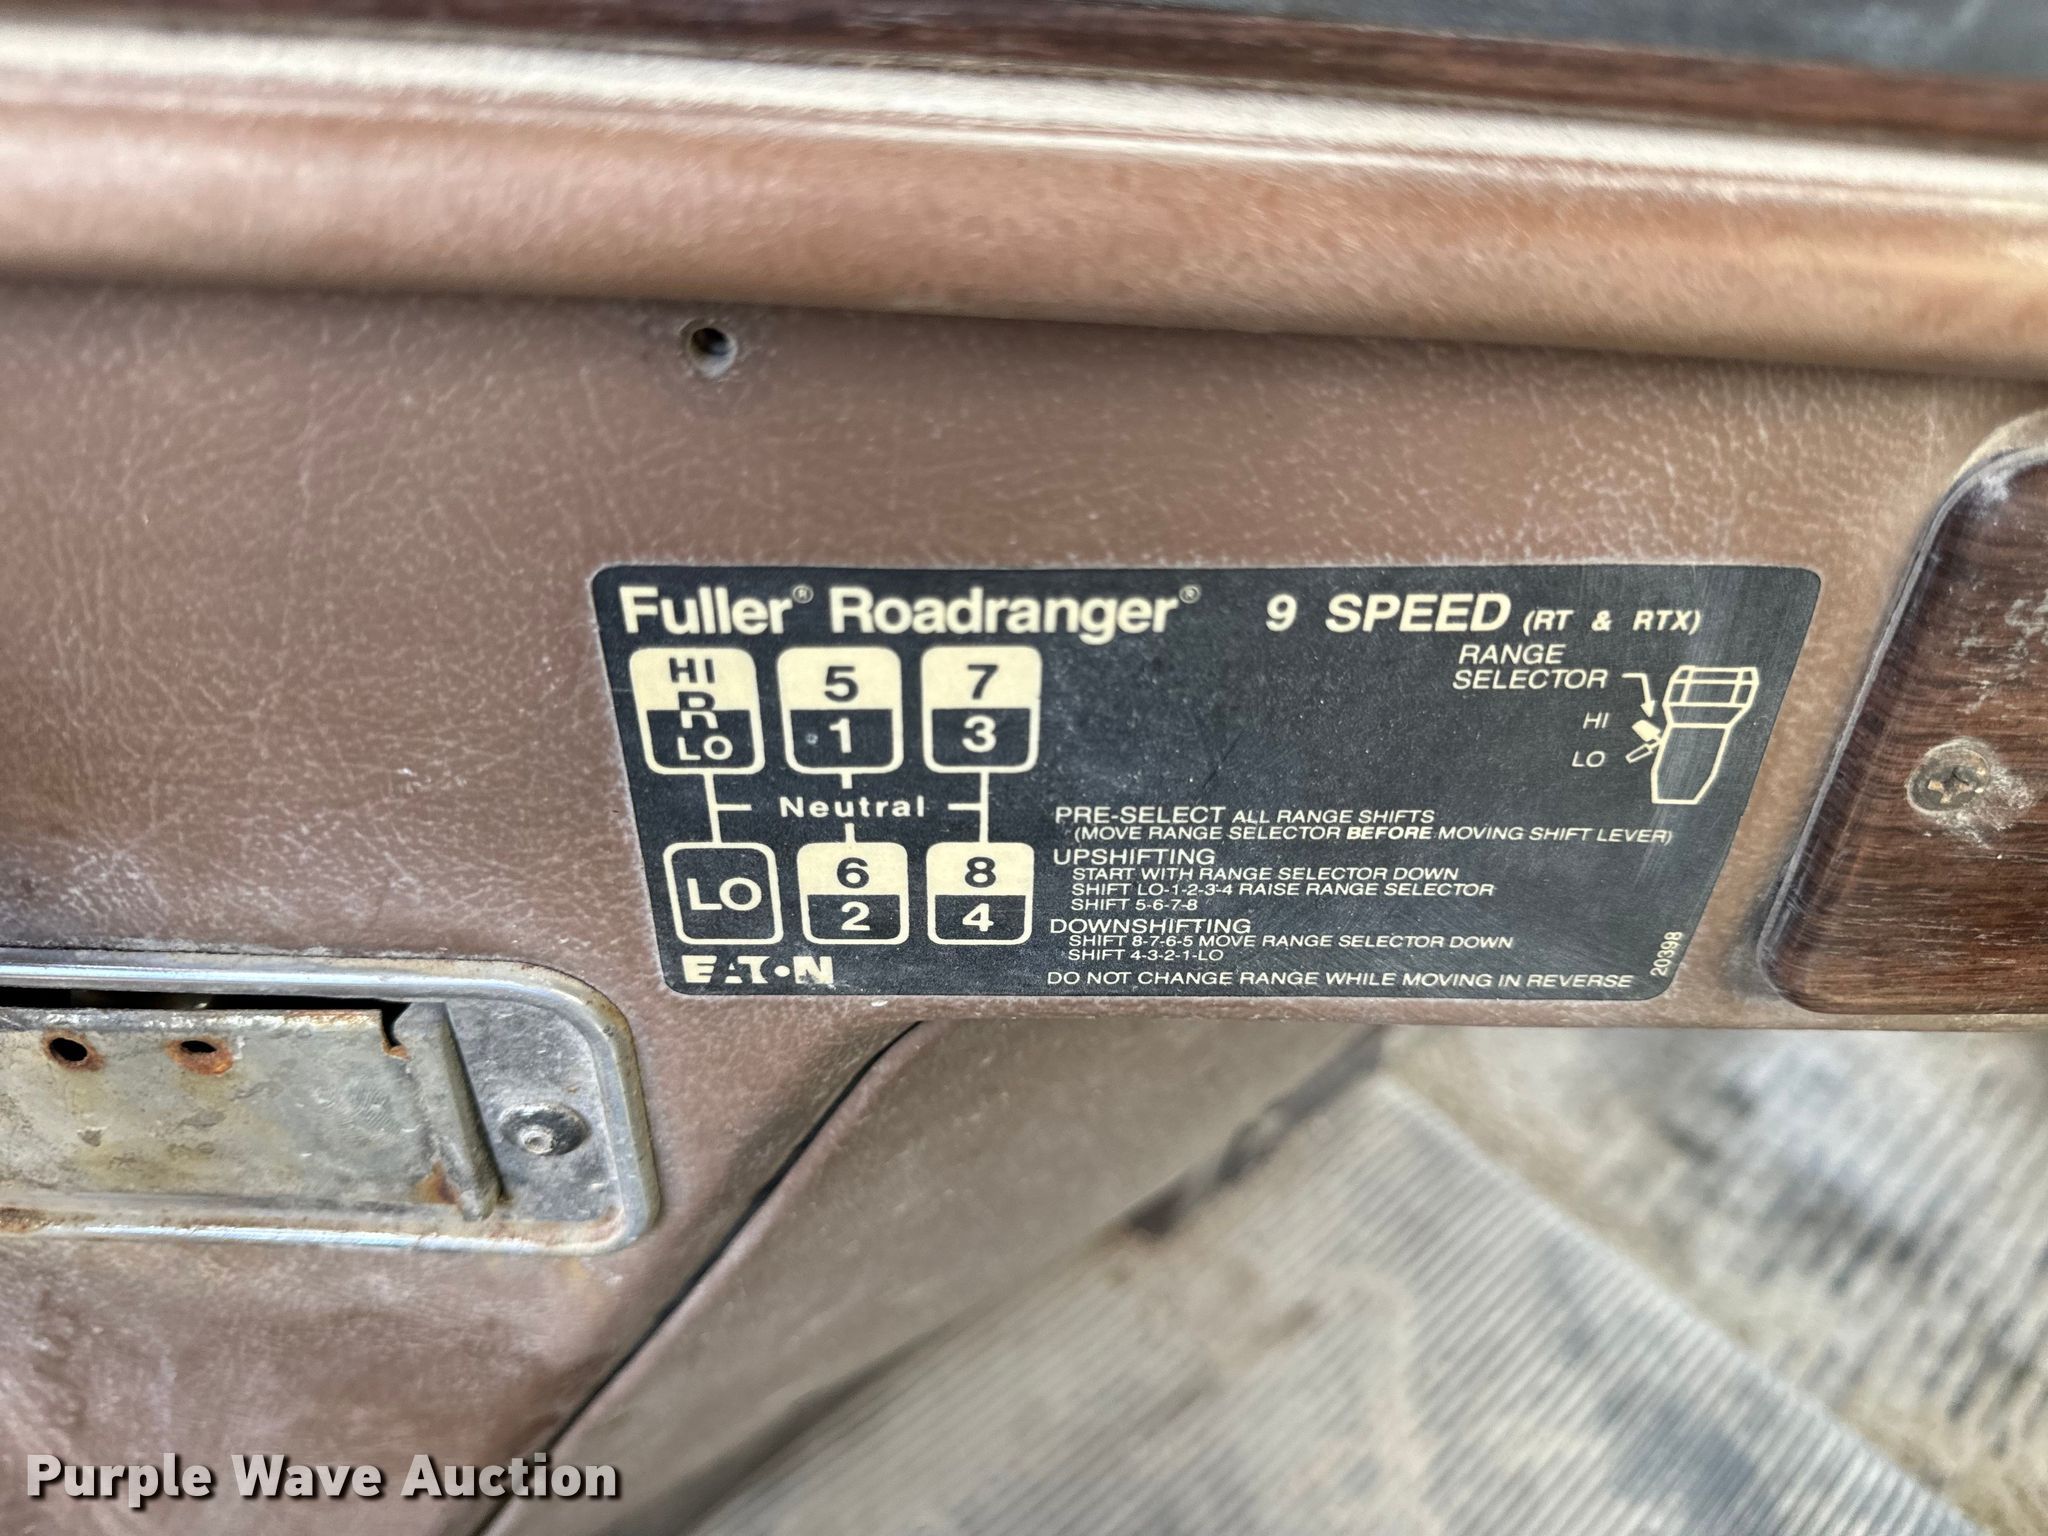 Fuller® Roadranger® 9 SPEED (RT & RTX)
RANGE
SELECTOR
HI
LO
HI
R
LO
5
1
7
3
Neutral
LO
6
2
8
4
PRE-SELECT ALL RANGE SHIFTS
(MOVE RANGE SELECTOR BEFORE MOVING SHIFT LEVER)
UPSHIFTING
START WITH RANGE SELECTOR DOWN
SHIFT LO-1-2-3-4 RAISE RANGE SELECTOR
SHIFT 5-6-7-8
DOWNSHIFTING
SHIFT 8-7-6-5 MOVE RANGE SELECTOR DOWN
SHIFT 4-3-2-1-LO
DO NOT CHANGE RANGE WHILE MOVING IN REVERSE
EATON
20398
Purple Wave Auction